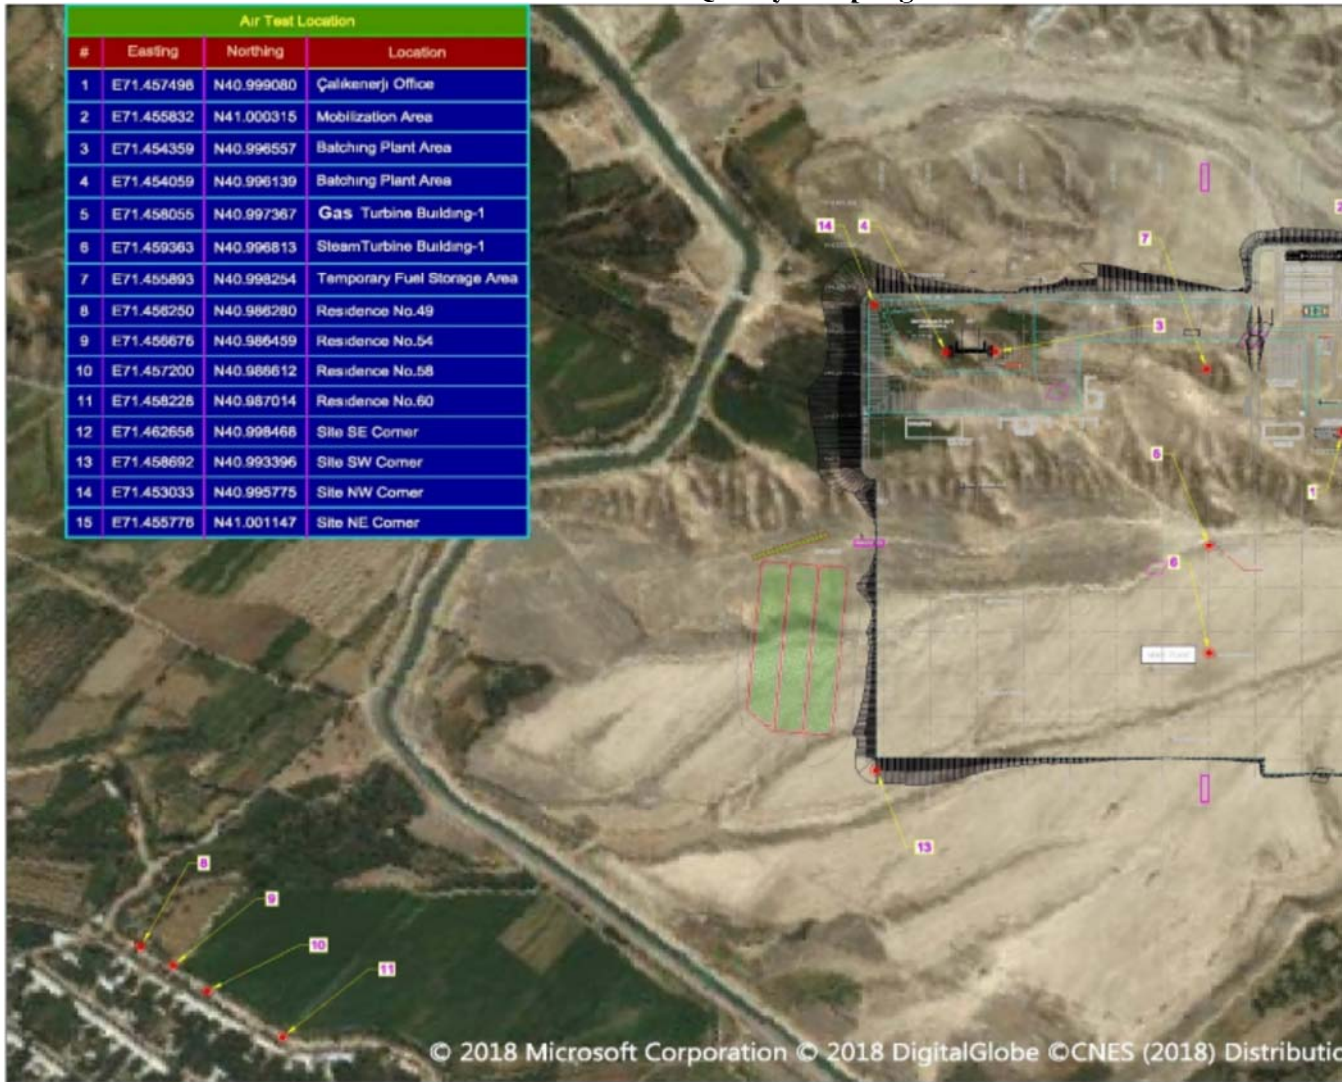 Air Test Location
# Easting Northing Location
1 E71.457498 N40.999080 Çalıkenerji Office
2 E71.455832 N41.000315 Mobilization Area
3 E71.454359 N40.996557 Batching Plant Area
4 E71.454059 N40.996139 Batching Plant Area
5 E71.458055 N40.997367 Gas Turbine Building-1
6 E71.459363 N40.996813 SteamTurbine Building-1
7 E71.455893 N40.998254 Temporary Fuel Storage Area
8 E71.456250 N40.986280 Residence No.49
9 E71.456676 N40.986459 Residence No.54
10 E71.457200 N40.986612 Residence No.58
11 E71.458228 N40.987014 Residence No.60
12 E71.462658 N40.998468 Site SE Corner
13 E71.458692 N40.993396 Site SW Corner
14 E71.453033 N40.995775 Site NW Corner
15 E71.455776 N41.001147 Site NE Corner
14 4
7
3
5
1
6
13
8
9
10
11
© 2018 Microsoft Corporation © 2018 DigitalGlobe ©CNES (2018) Distributio